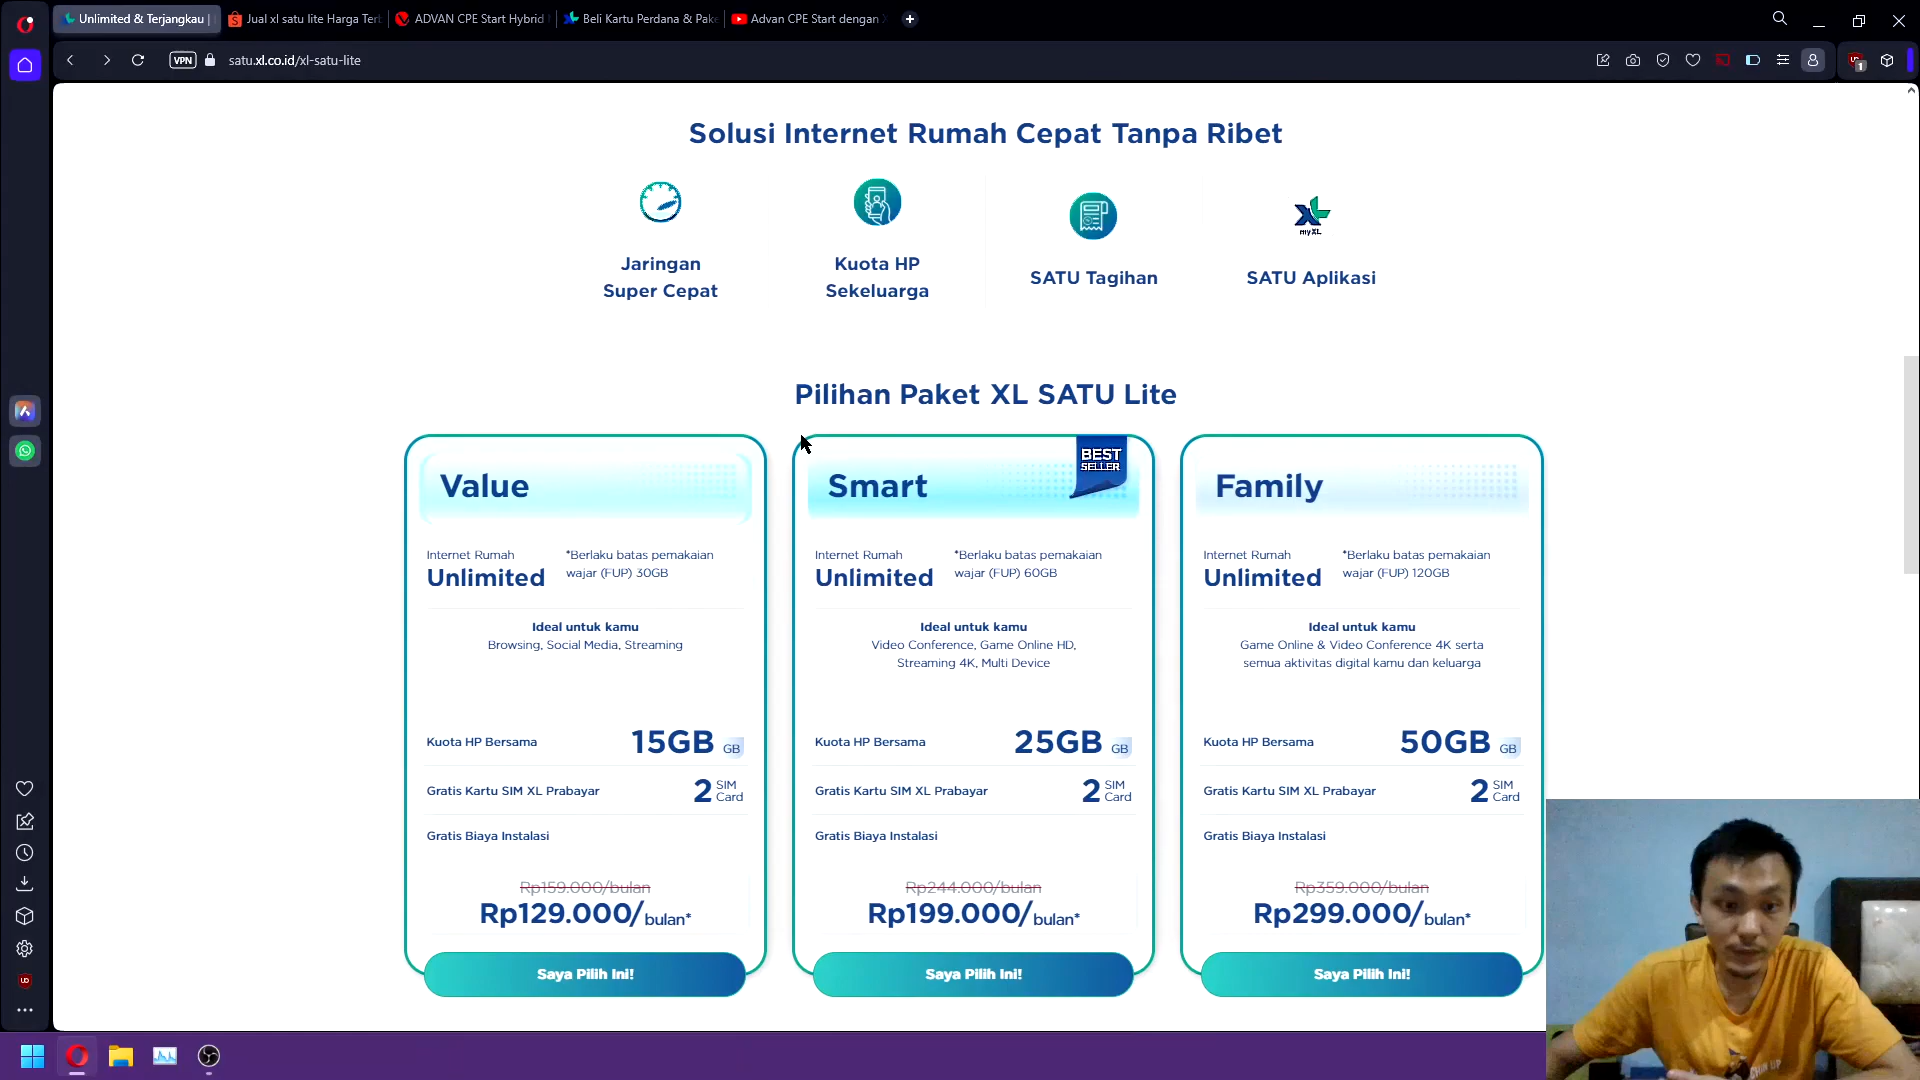 Unlimited & Terjangkau |
Jual xl satu lite Harga Terb
ADVAN CPE Start Hybrid
Beli Kartu Perdana & Pake
Advan CPE Start dengan
VPN
satu.xl.co.id/xl-satu-lite
1
Solusi Internet Rumah Cepat Tanpa Ribet
Jaringan
Super Cepat
Kuota HP
Sekeluarga
SATU Tagihan
XL
myXL
SATU Aplikasi
Pilihan Paket XL SATU Lite
Value
Internet Rumah
Unlimited
*Berlaku batas pemakaian
wajar (FUP) 30GB
Ideal untuk kamu
Browsing, Social Media, Streaming
Kuota HP Bersama
15GB GB
Gratis Kartu SIM XL Prabayar
2 SIM
Card
Gratis Biaya Instalasi
Rp159.000/bulan
Rp129.000/bulan*
Saya Pilih Ini!
Smart
BEST
SELLER
Internet Rumah
Unlimited
*Berlaku batas pemakaian
wajar (FUP) 60GB
Ideal untuk kamu
Video Conference, Game Online HD,
Streaming 4K, Multi Device
Kuota HP Bersama
25GB GB
Gratis Kartu SIM XL Prabayar
2 SIM
Card
Gratis Biaya Instalasi
Rp244.000/bulan
Rp199.000/bulan*
Saya Pilih Ini!
Family
Internet Rumah
Unlimited
*Berlaku batas pemakaian
wajar (FUP) 120GB
Ideal untuk kamu
Game Online & Video Conference 4K serta
semua aktivitas digital kamu dan keluarga
Kuota HP Bersama
50GB GB
Gratis Kartu SIM XL Prabayar
2 SIM
Card
Gratis Biaya Instalasi
Rp359.000/bulan
Rp299.000/bulan*
Saya Pilih Ini!